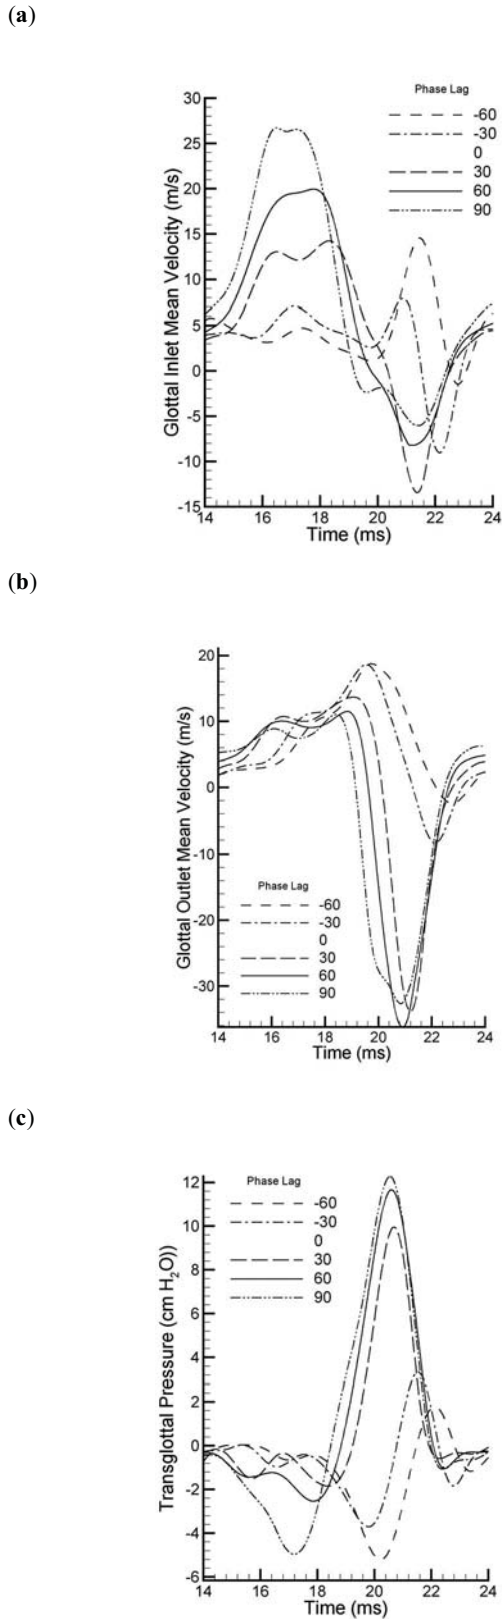 (a)
Phase Lag
-60
-30
0
30
60
90
Glottal Inlet Mean Velocity (m/s)
30
25
20
15
10
5
0
-5
-10
-15
14 16 18 20 22 24
Time (ms)
(b)
Glottal Outlet Mean Velocity (m/s)
20
10
0
-10
-20
-30
Phase Lag
-60
-30
0
30
60
90
14 16 18 20 22 24
Time (ms)
(c)
Transglottal Pressure (cm H₂O))
12
10
8
6
4
2
0
-2
-4
-6
Phase Lag
-60
-30
0
30
60
90
14 16 18 20 22 24
Time (ms)